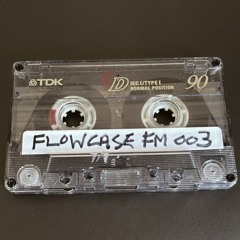 TDK
D IEC I/TYPE I
NORMAL POSITION
90
FLOWCASE FM 003